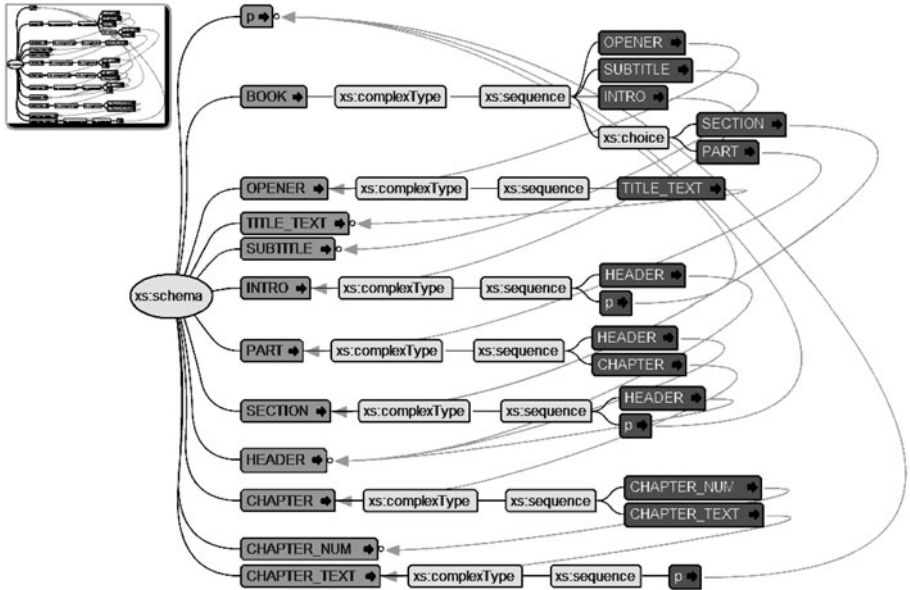 p
OPENER
SUBTITLE
BOOK xs:complexType xs:sequence INTRO
SECTION
xs:choice
PART
OPENER xs:complexType xs:sequence TITLE_TEXT
TITLE_TEXT
SUBTITLE
HEADER
INTRO xs:complexType xs:sequence
xs:schema
p
HEADER
PART xs:complexType xs:sequence
CHAPTER
HEADER
SECTION xs:complexType xs:sequence
p
HEADER
CHAPTER_NUM
CHAPTER xs:complexType xs:sequence
CHAPTER_TEXT
CHAPTER_NUM
CHAPTER_TEXT xs:complexType xs:sequence p